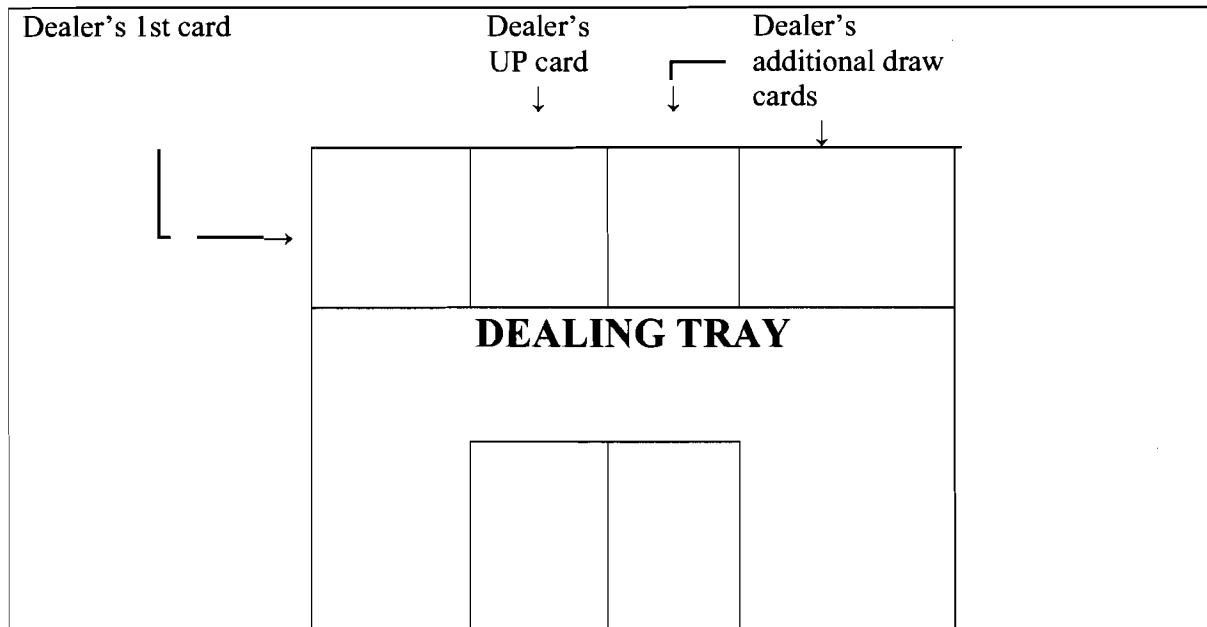 Dealer's 1st card
Dealer's
UP card
Dealer's
additional draw
cards
DEALING TRAY